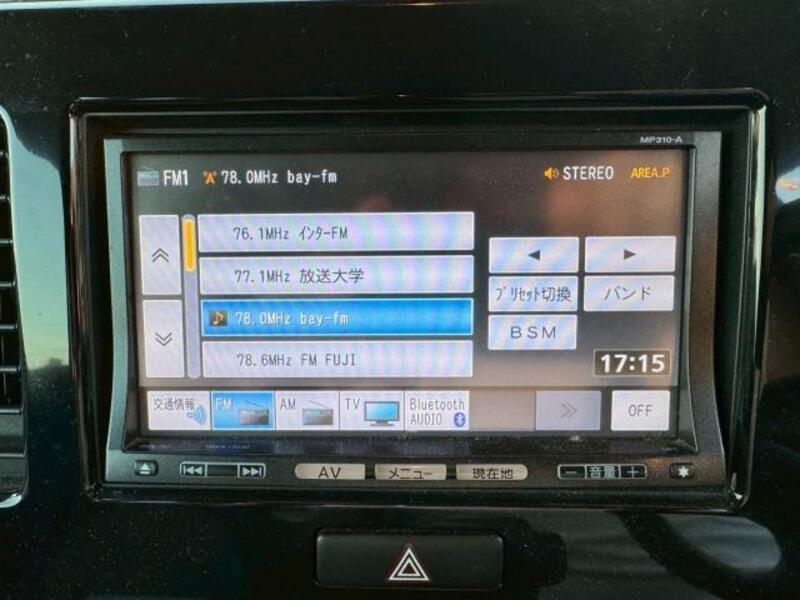 MP310-A
FM1 78.0MHz bay-fm STEREO AREA.P
76.1MHz インターFM
77.1MHz 放送大学
78.0MHz bay-fm
78.6MHz FM FUJI
◀ ▶
プリセット切換 バンド
BSM
17:15
交通情報 FM AM TV Bluetooth AUDIO OFF
AV メニュー 現在地 − 音量 +